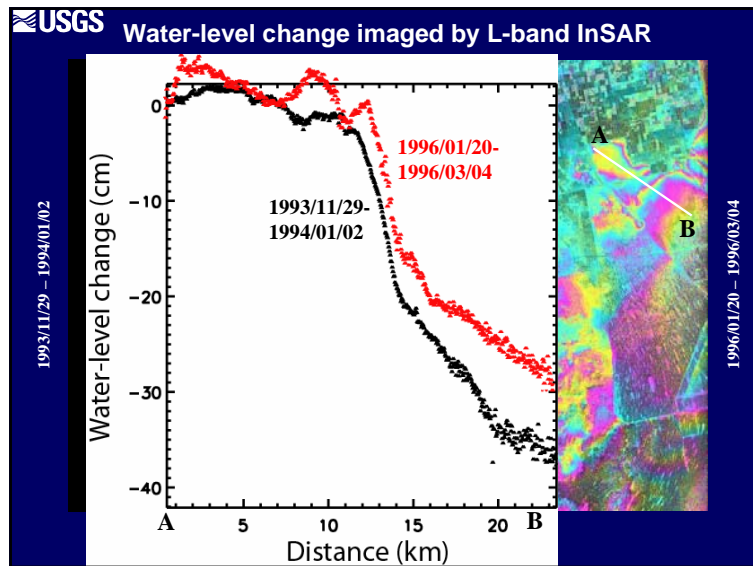 USGS
Water-level change imaged by L-band InSAR
1993/11/29 – 1994/01/02
Water-level change (cm)
0
-10
-20
-30
-40
1996/01/20-
1996/03/04
1993/11/29-
1994/01/02
A
5
10
15
20
B
Distance (km)
A
B
1996/01/20 – 1996/03/04